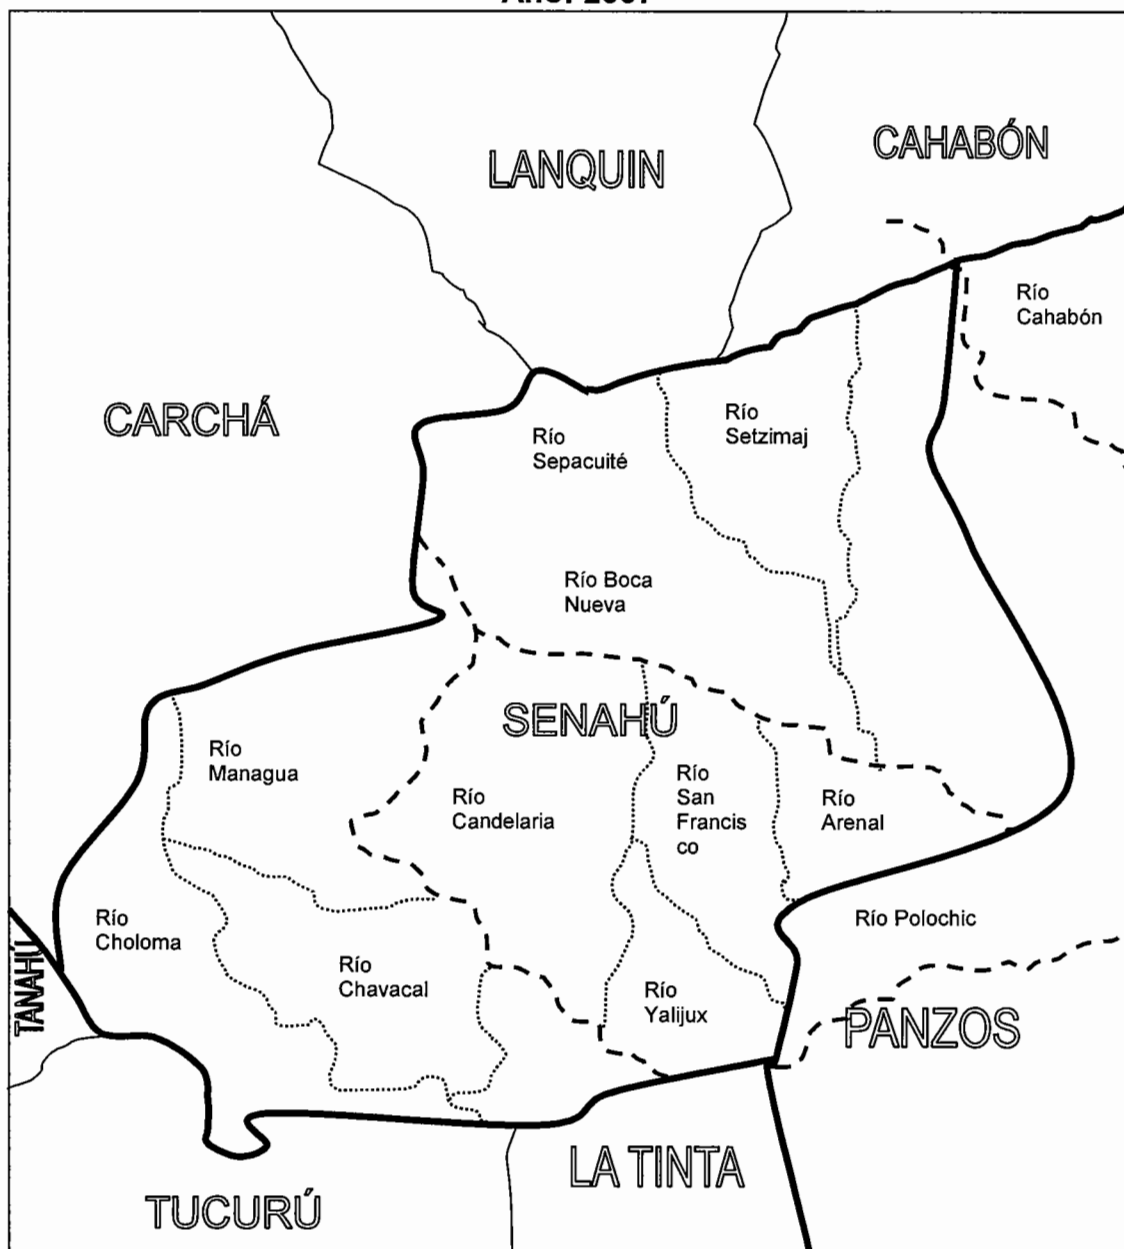 CAHABÓN
LANQUIN
Río
Cahabón
CARCHÁ
Río
Setzimaj
Río
Sepacuité
Río Boca
Nueva
SENAHÚ
Río
Managua
Río
San
Francis
co
Río
Candelaria
Río
Arenal
Río
Choloma
Río Polochic
TANAHÚ
Río
Chavacal
Río
Yalijux
PANZOS
LA TINTA
TUCURÚ